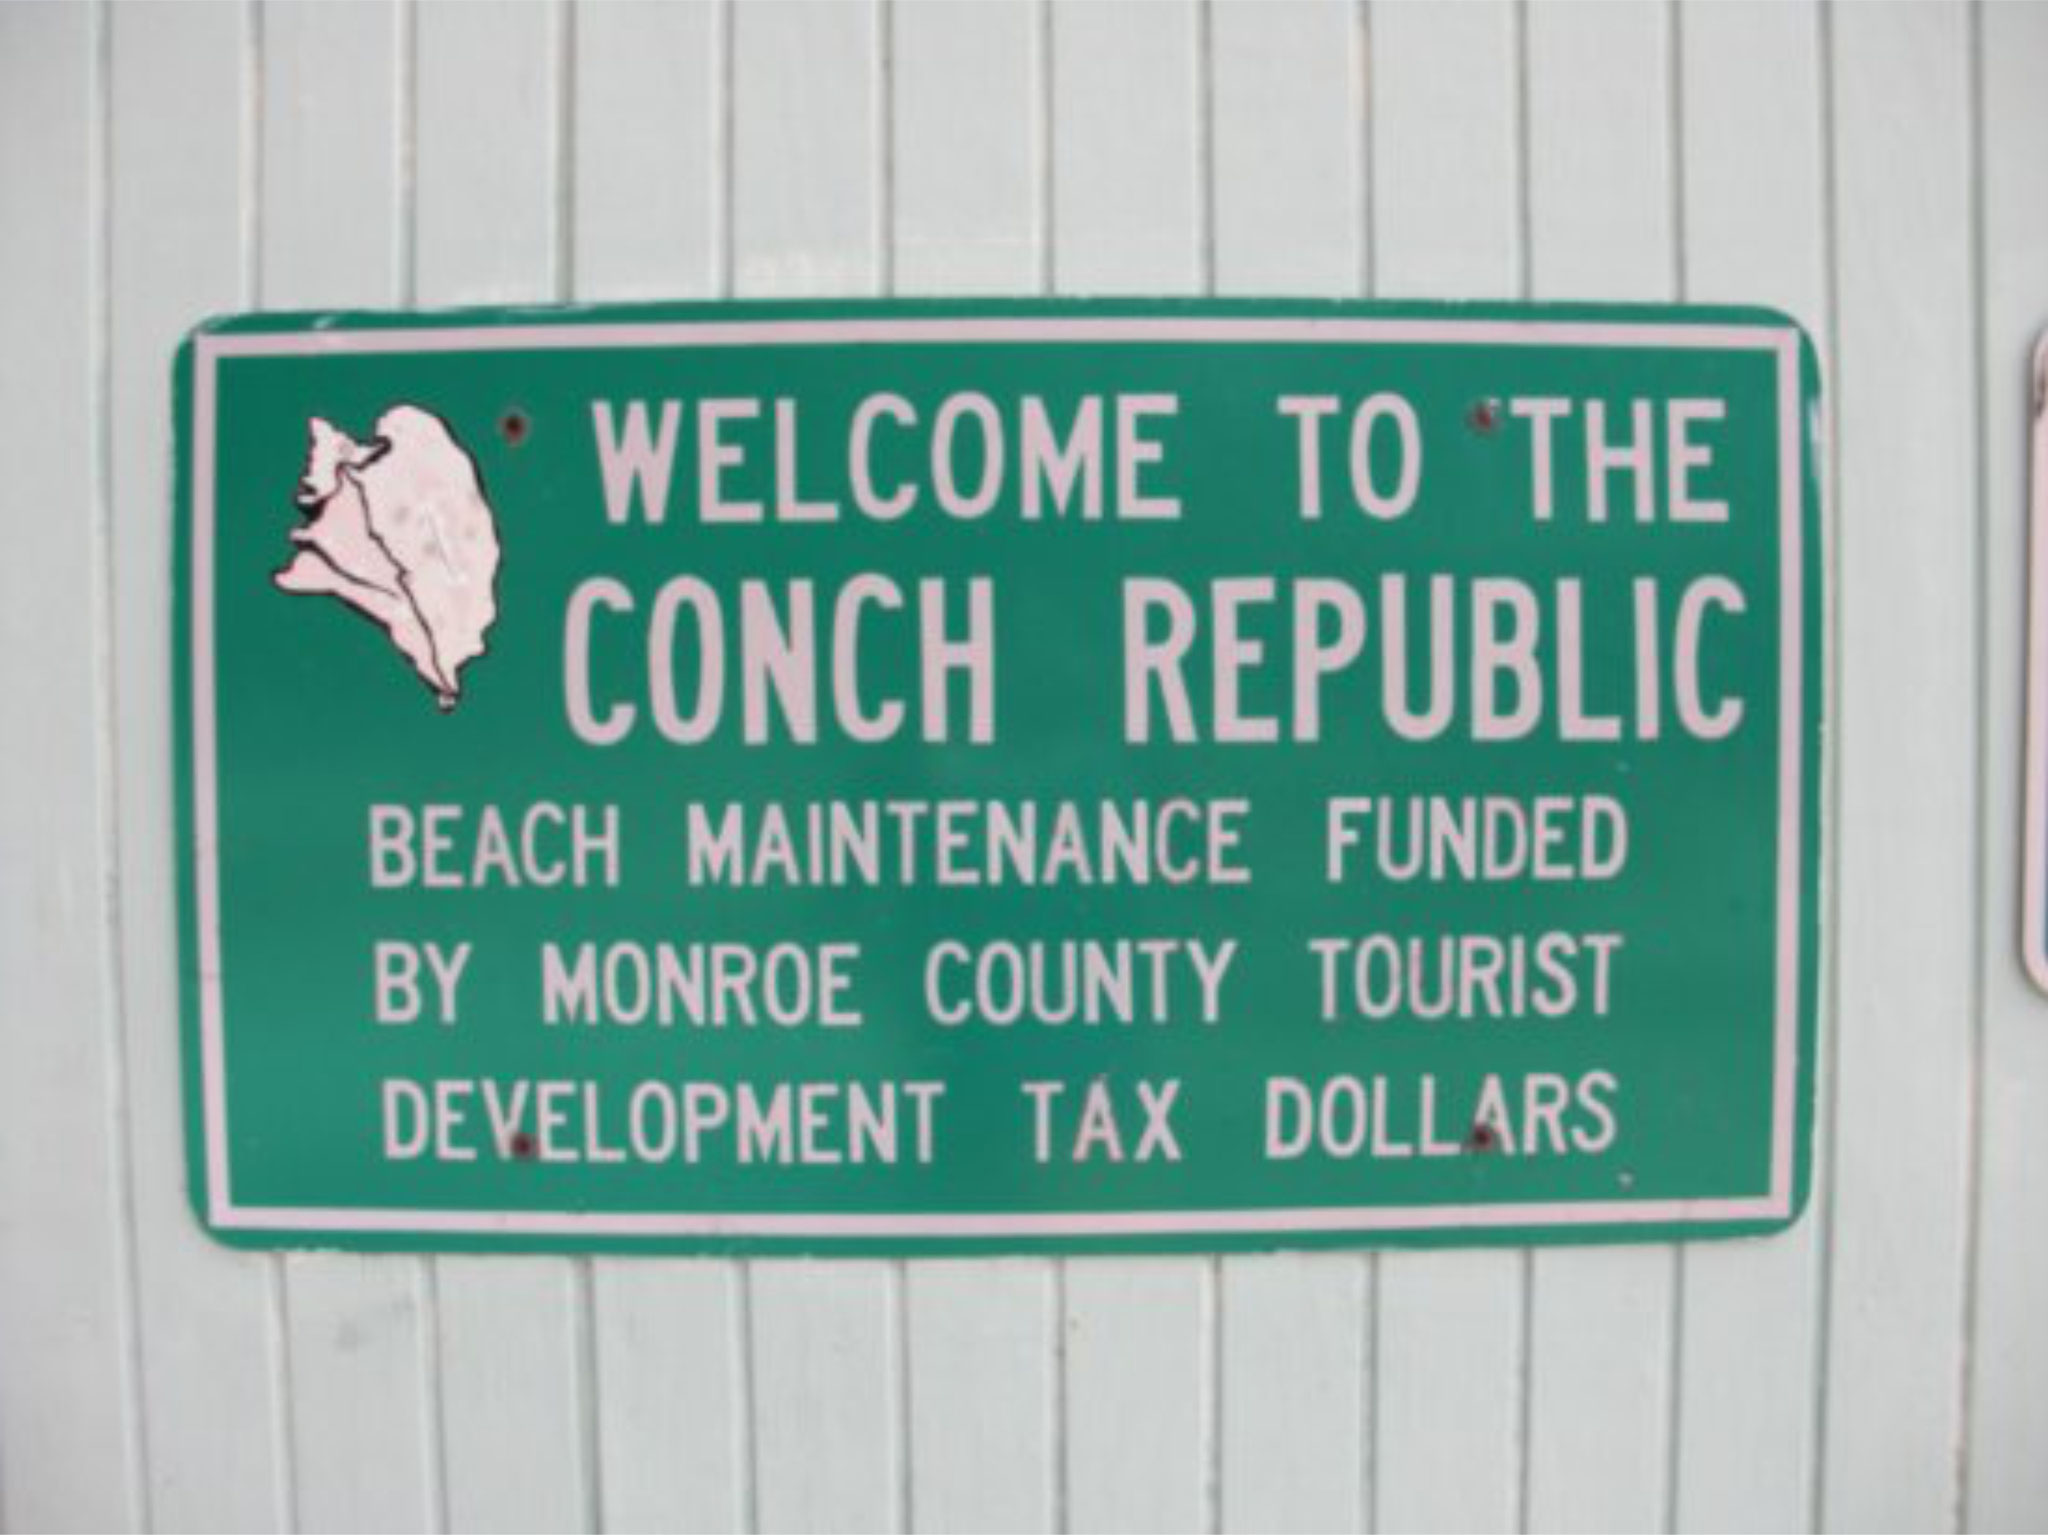 WELCOME TO THE
CONCH REPUBLIC
BEACH MAINTENANCE FUNDED
BY MONROE COUNTY TOURIST
DEVELOPMENT TAX DOLLARS